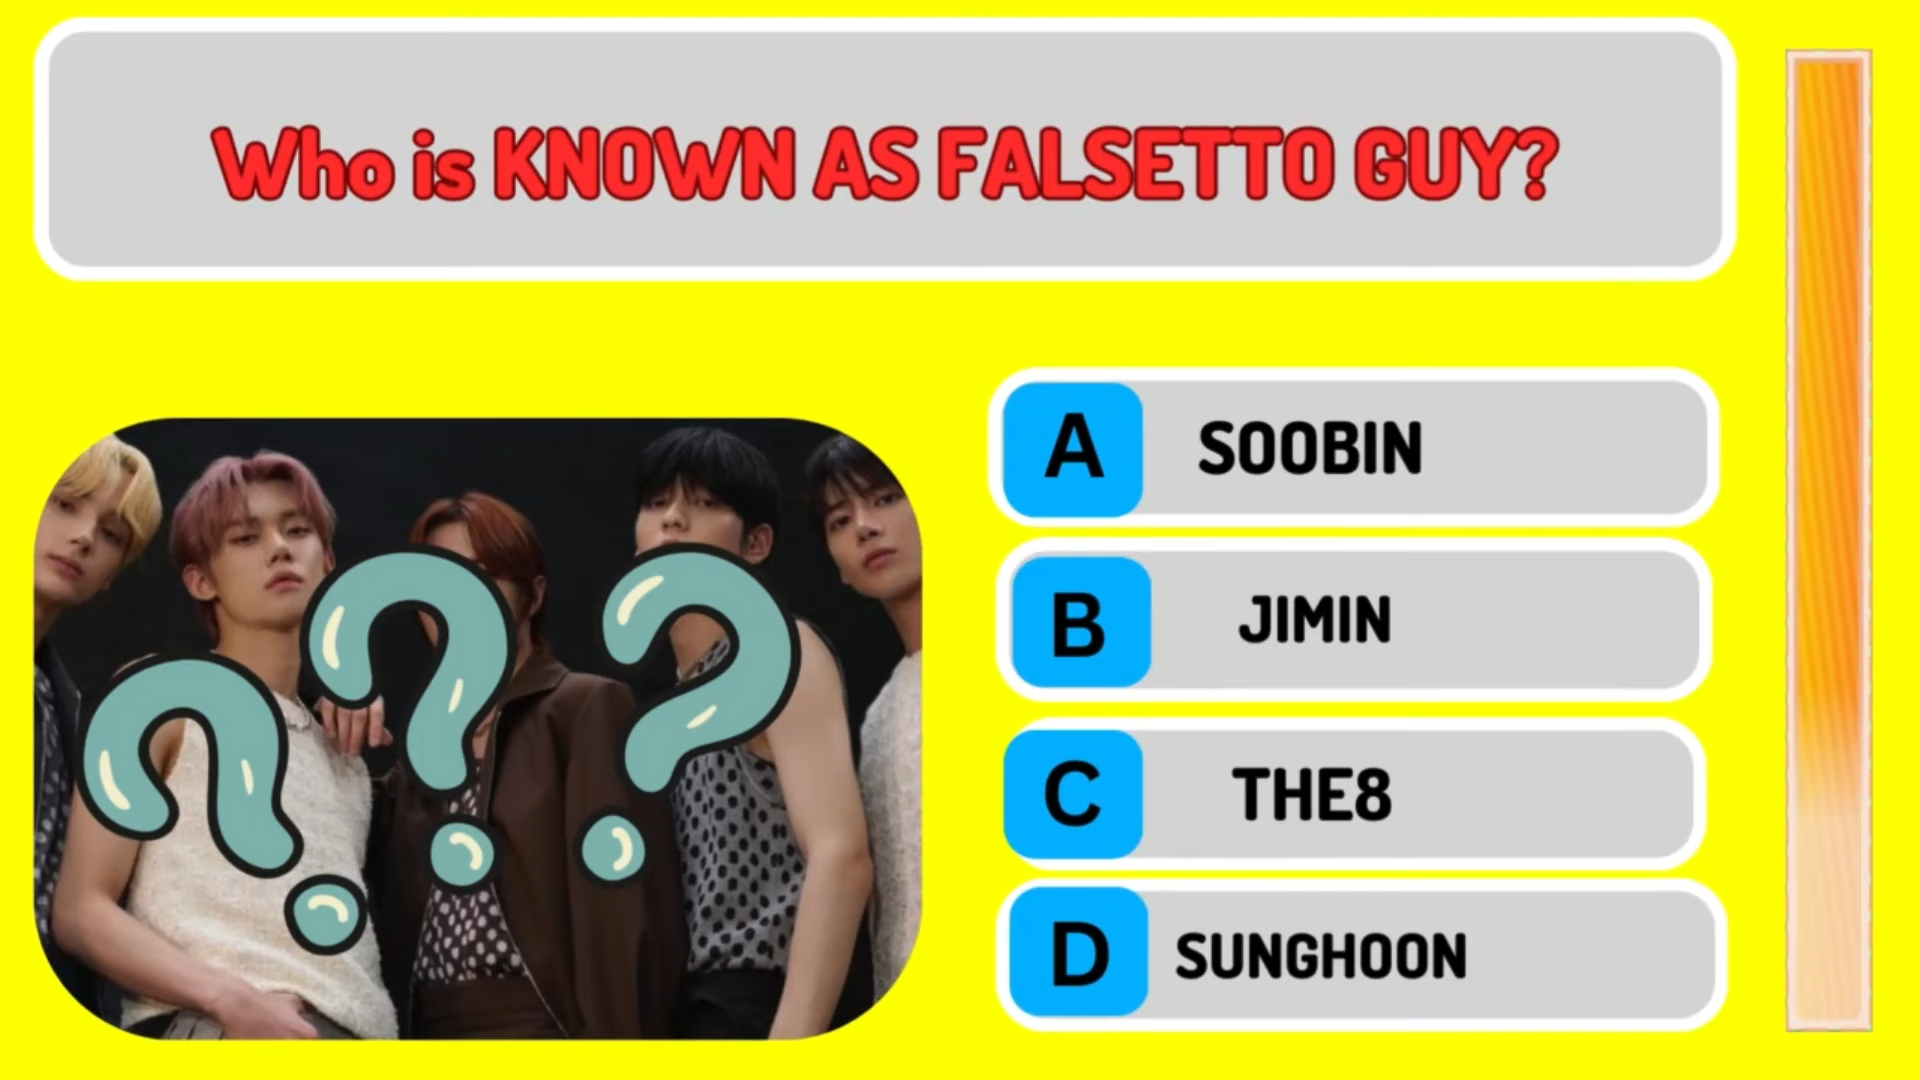 Who is KNOWN AS FALSETTO GUY?
A SOOBIN
B JIMIN
C THE8
D SUNGHOON